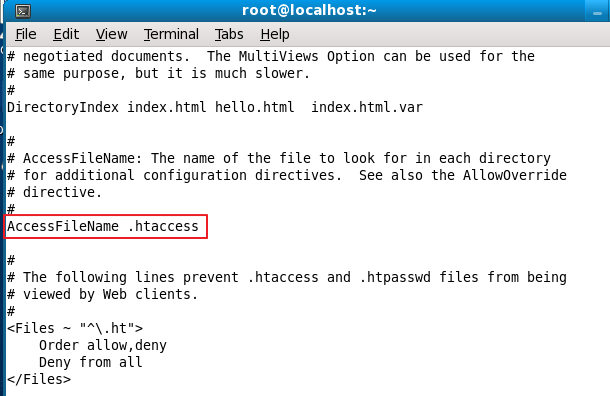 root@localhost:~
File Edit View Terminal Tabs Help
# negotiated documents.  The MultiViews Option can be used for the
# same purpose, but it is much slower.
#
DirectoryIndex index.html hello.html  index.html.var
#
# AccessFileName: The name of the file to look for in each directory
# for additional configuration directives.  See also the AllowOverride
# directive.
#
AccessFileName .htaccess
#
# The following lines prevent .htaccess and .htpasswd files from being
# viewed by Web clients.
#
<Files ~ "^\.ht">
    Order allow,deny
    Deny from all
</Files>